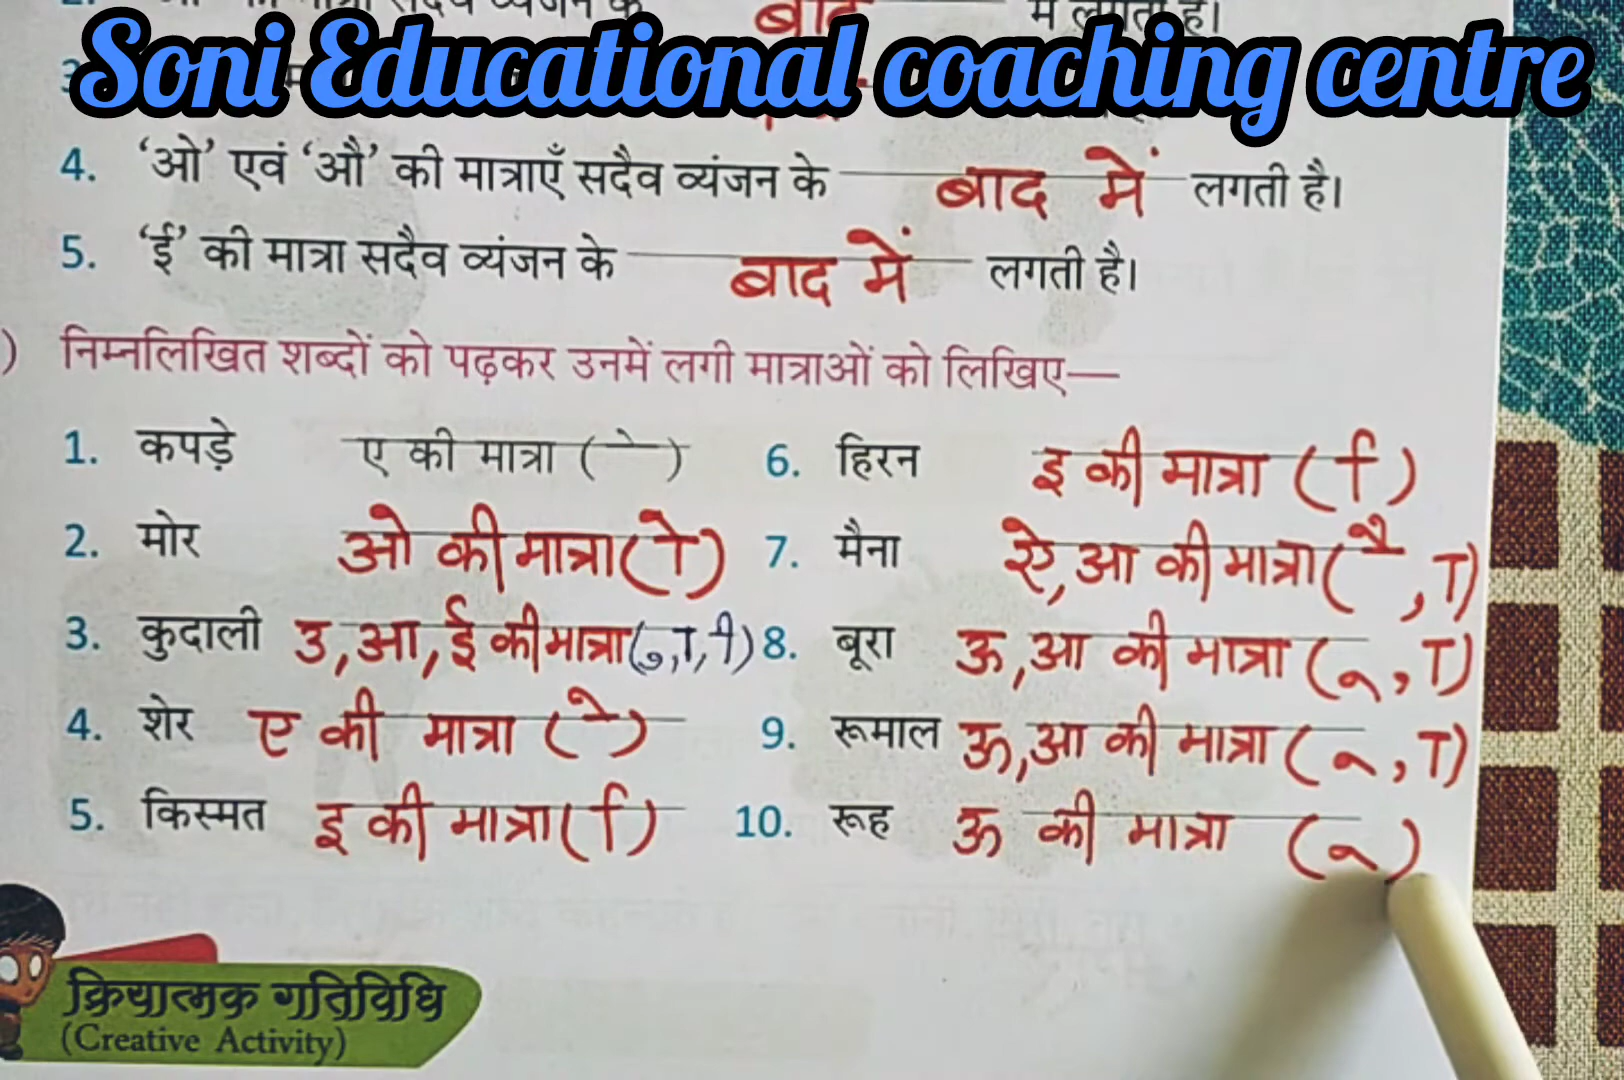 Soni Educational coaching centre
4. ‘ओ’ एवं ‘औ’ की मात्राएँ सदैव व्यंजन के बाद में लगती है।
5. ‘ई’ की मात्रा सदैव व्यंजन के बाद में लगती है।
) निम्नलिखित शब्दों को पढ़कर उनमें लगी मात्राओं को लिखिए—
1. कपड़े ए की मात्रा (े) 6. हिरन इ की मात्रा (ि)
2. मोर ओ की मात्रा (ो) 7. मैना ऐ, आ की मात्रा (ै, ा)
3. कुदाली उ, आ, ई की मात्रा (ु, ा, ी) 8. बूरा ऊ, आ की मात्रा (ू, ा)
4. शेर ए की मात्रा (े) 9. रूमाल ऊ, आ की मात्रा (ू, ा)
5. किस्मत इ की मात्रा (ि) 10. रूह ऊ की मात्रा (ू)
क्रियात्मक गतिविधि
(Creative Activity)